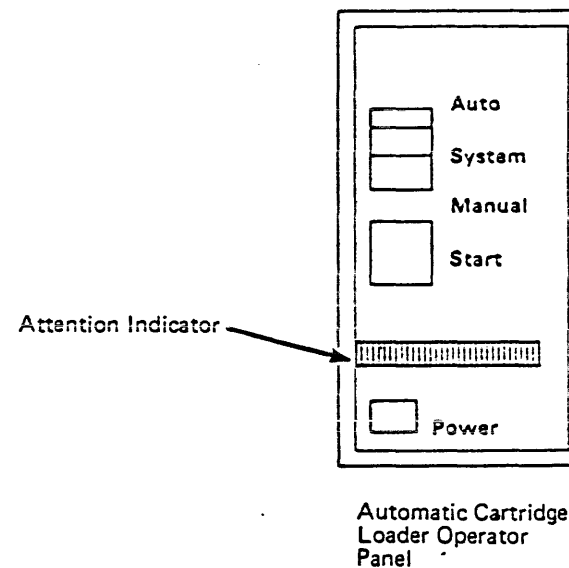 Auto
System
Manual
Start
Attention Indicator
Power
Automatic Cartridge
Loader Operator
Panel